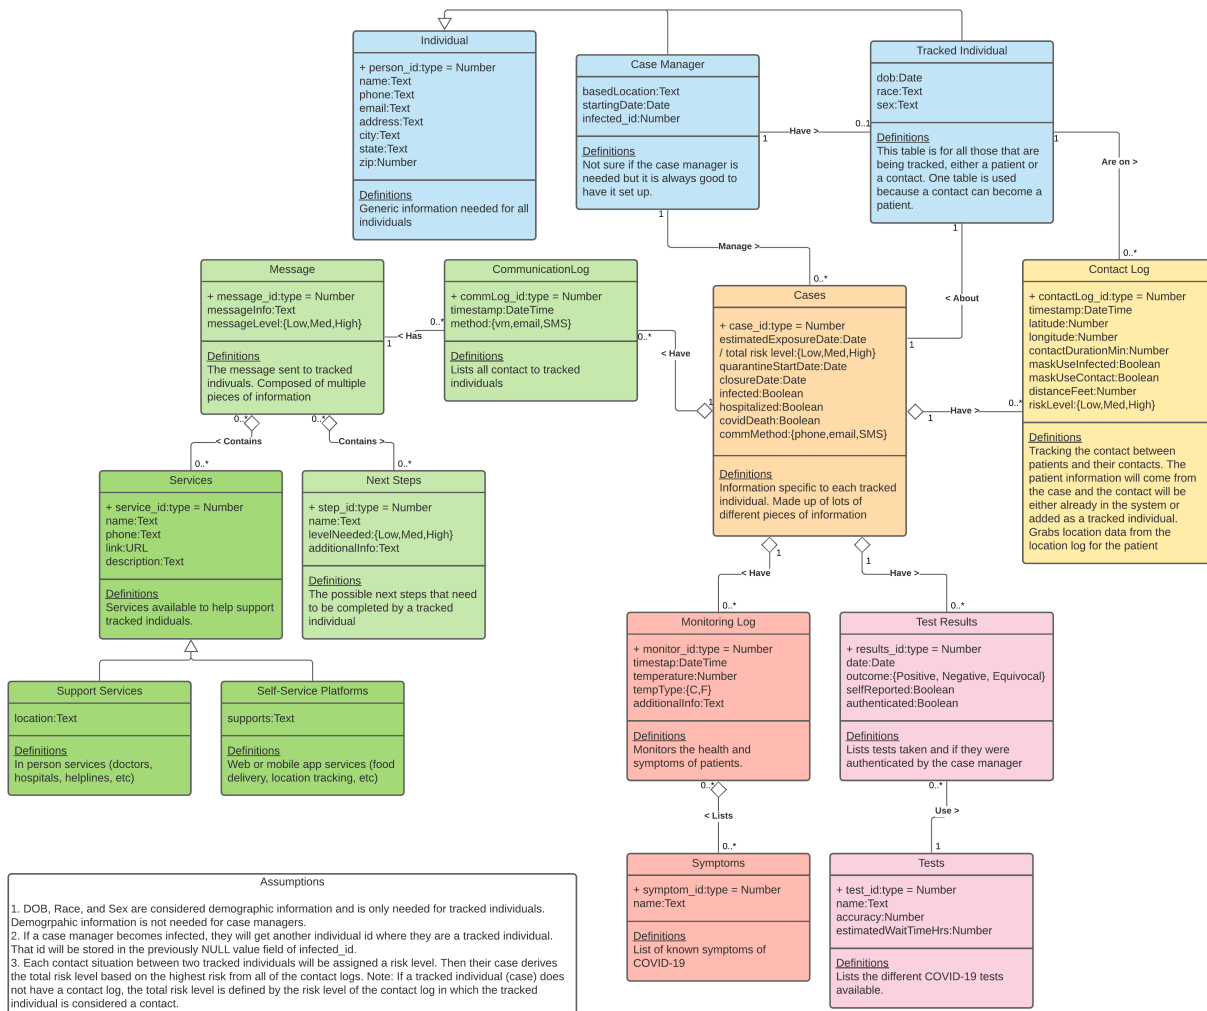 Individual
+ person_id:type = Number
name:Text
phone:Text
email:Text
address:Text
city:Text
state:Text
zip:Number
Definitions
Generic information needed for all
individuals
Case Manager
basedLocation:Text
startingDate:Date
infected_id:Number
Definitions
Not sure if the case manager is
needed but it is always good to
have it set up.
Have >
1
0..1
Tracked Individual
dob:Date
race:Text
sex:Text
Definitions
This table is for all those that are
being tracked, either a patient or
a contact. One table is used
because a contact can become a
patient.
1
Are on >
0..*
1
Manage >
0..*
1
< About
1
Message
+ message_id:type = Number
messageInfo:Text
messageLevel:{Low,Med,High}
Definitions
The message sent to tracked
indivuals. Composed of multiple
pieces of information
0..*
< Has
1
CommunicationLog
+ commLog_id:type = Number
timestamp:DateTime
method:{vm,email,SMS}
Definitions
Lists all contact to tracked
individuals
0..*
< Have
1
Cases
+ case_id:type = Number
estimatedExposureDate:Date
/ total risk level:{Low,Med,High}
quarantineStartDate:Date
closureDate:Date
infected:Boolean
hospitalized:Boolean
covidDeath:Boolean
commMethod:{phone,email,SMS}
Definitions
Information specific to each tracked
individual. Made up of lots of
different pieces of information
1
Have >
0..*
Contact Log
+ contactLog_id:type = Number
timestamp:DateTime
latitude:Number
longitude:Number
contactDurationMin:Number
maskUseInfected:Boolean
maskUseContact:Boolean
distanceFeet:Number
riskLevel:{Low,Med,High}
Definitions
Tracking the contact between
patients and their contacts. The
patient information will come from
the case and the contact will be
either already in the system or
added as a tracked individual.
Grabs location data from the
location log for the patient
0..*
< Contains
0..*
0..*
Contains >
0..*
Services
+ service_id:type = Number
name:Text
phone:Text
link:URL
description:Text
Definitions
Services available to help support
tracked indiduals.
Next Steps
+ step_id:type = Number
name:Text
levelNeeded:{Low,Med,High}
additionalInfo:Text
Definitions
The possible next steps that need
to be completed by a tracked
individual
1
< Have
0..*
1
Have >
0..*
Monitoring Log
+ monitor_id:type = Number
timestap:DateTime
temperature:Number
tempType:{C,F}
additionalInfo:Text
Definitions
Monitors the health and
symptoms of patients.
Test Results
+ results_id:type = Number
date:Date
outcome:{Positive, Negative, Equivocal}
selfReported:Boolean
authenticated:Boolean
Definitions
Lists tests taken and if they were
authenticated by the case manager
Support Services
location:Text
Definitions
In person services (doctors,
hospitals, helplines, etc)
Self-Service Platforms
supports:Text
Definitions
Web or mobile app services (food
delivery, location tracking, etc)
0..*
< Lists
0..*
0..*
Use >
1
Symptoms
+ symptom_id:type = Number
name:Text
Definitions
List of known symptoms of
COVID-19
Tests
+ test_id:type = Number
name:Text
accuracy:Number
estimatedWaitTimeHrs:Number
Definitions
Lists the different COVID-19 tests
available.
Assumptions
1. DOB, Race, and Sex are considered demographic information and is only needed for tracked individuals.
Demogrpahic information is not needed for case managers.
2. If a case manager becomes infected, they will get another individual id where they are a tracked individual.
That id will be stored in the previously NULL value field of infected_id.
3. Each contact situation between two tracked individuals will be assigned a risk level. Then their case derives
the total risk level based on the highest risk from all of the contact logs. Note: If a tracked individual (case) does
not have a contact log, the total risk level is defined by the risk level of the contact log in which the tracked
individual is considered a contact.